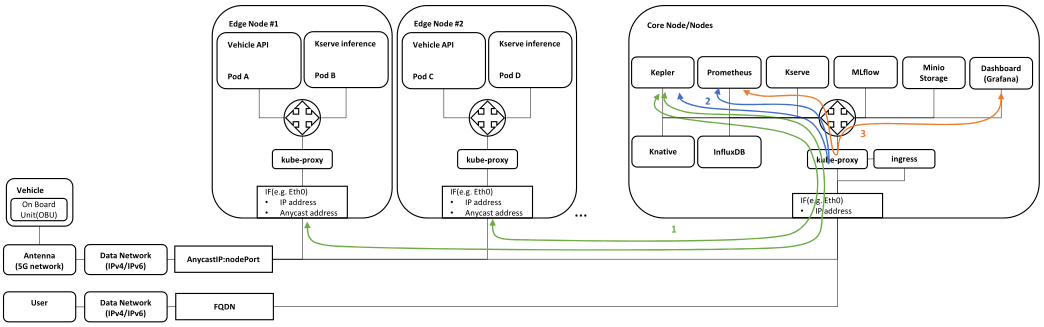 Edge Node #1
Vehicle API
Pod A
Kserve inference
Pod B
kube-proxy
IF(e.g. Eth0)
• IP address
• Anycast address
Edge Node #2
Vehicle API
Pod C
Kserve inference
Pod D
kube-proxy
IF(e.g. Eth0)
• IP address
• Anycast address
...
Core Node/Nodes
Kepler
Prometheus
Kserve
MLflow
Minio
Storage
Dashboard
(Grafana)
2
3
Knative
InfluxDB
kube-proxy
ingress
IF(e.g. Eth0)
• IP address
1
Vehicle
On Board
Unit(OBU)
Antenna
(5G network)
Data Network
(IPv4/IPv6)
AnycastIP:nodePort
User
Data Network
(IPv4/IPv6)
FQDN